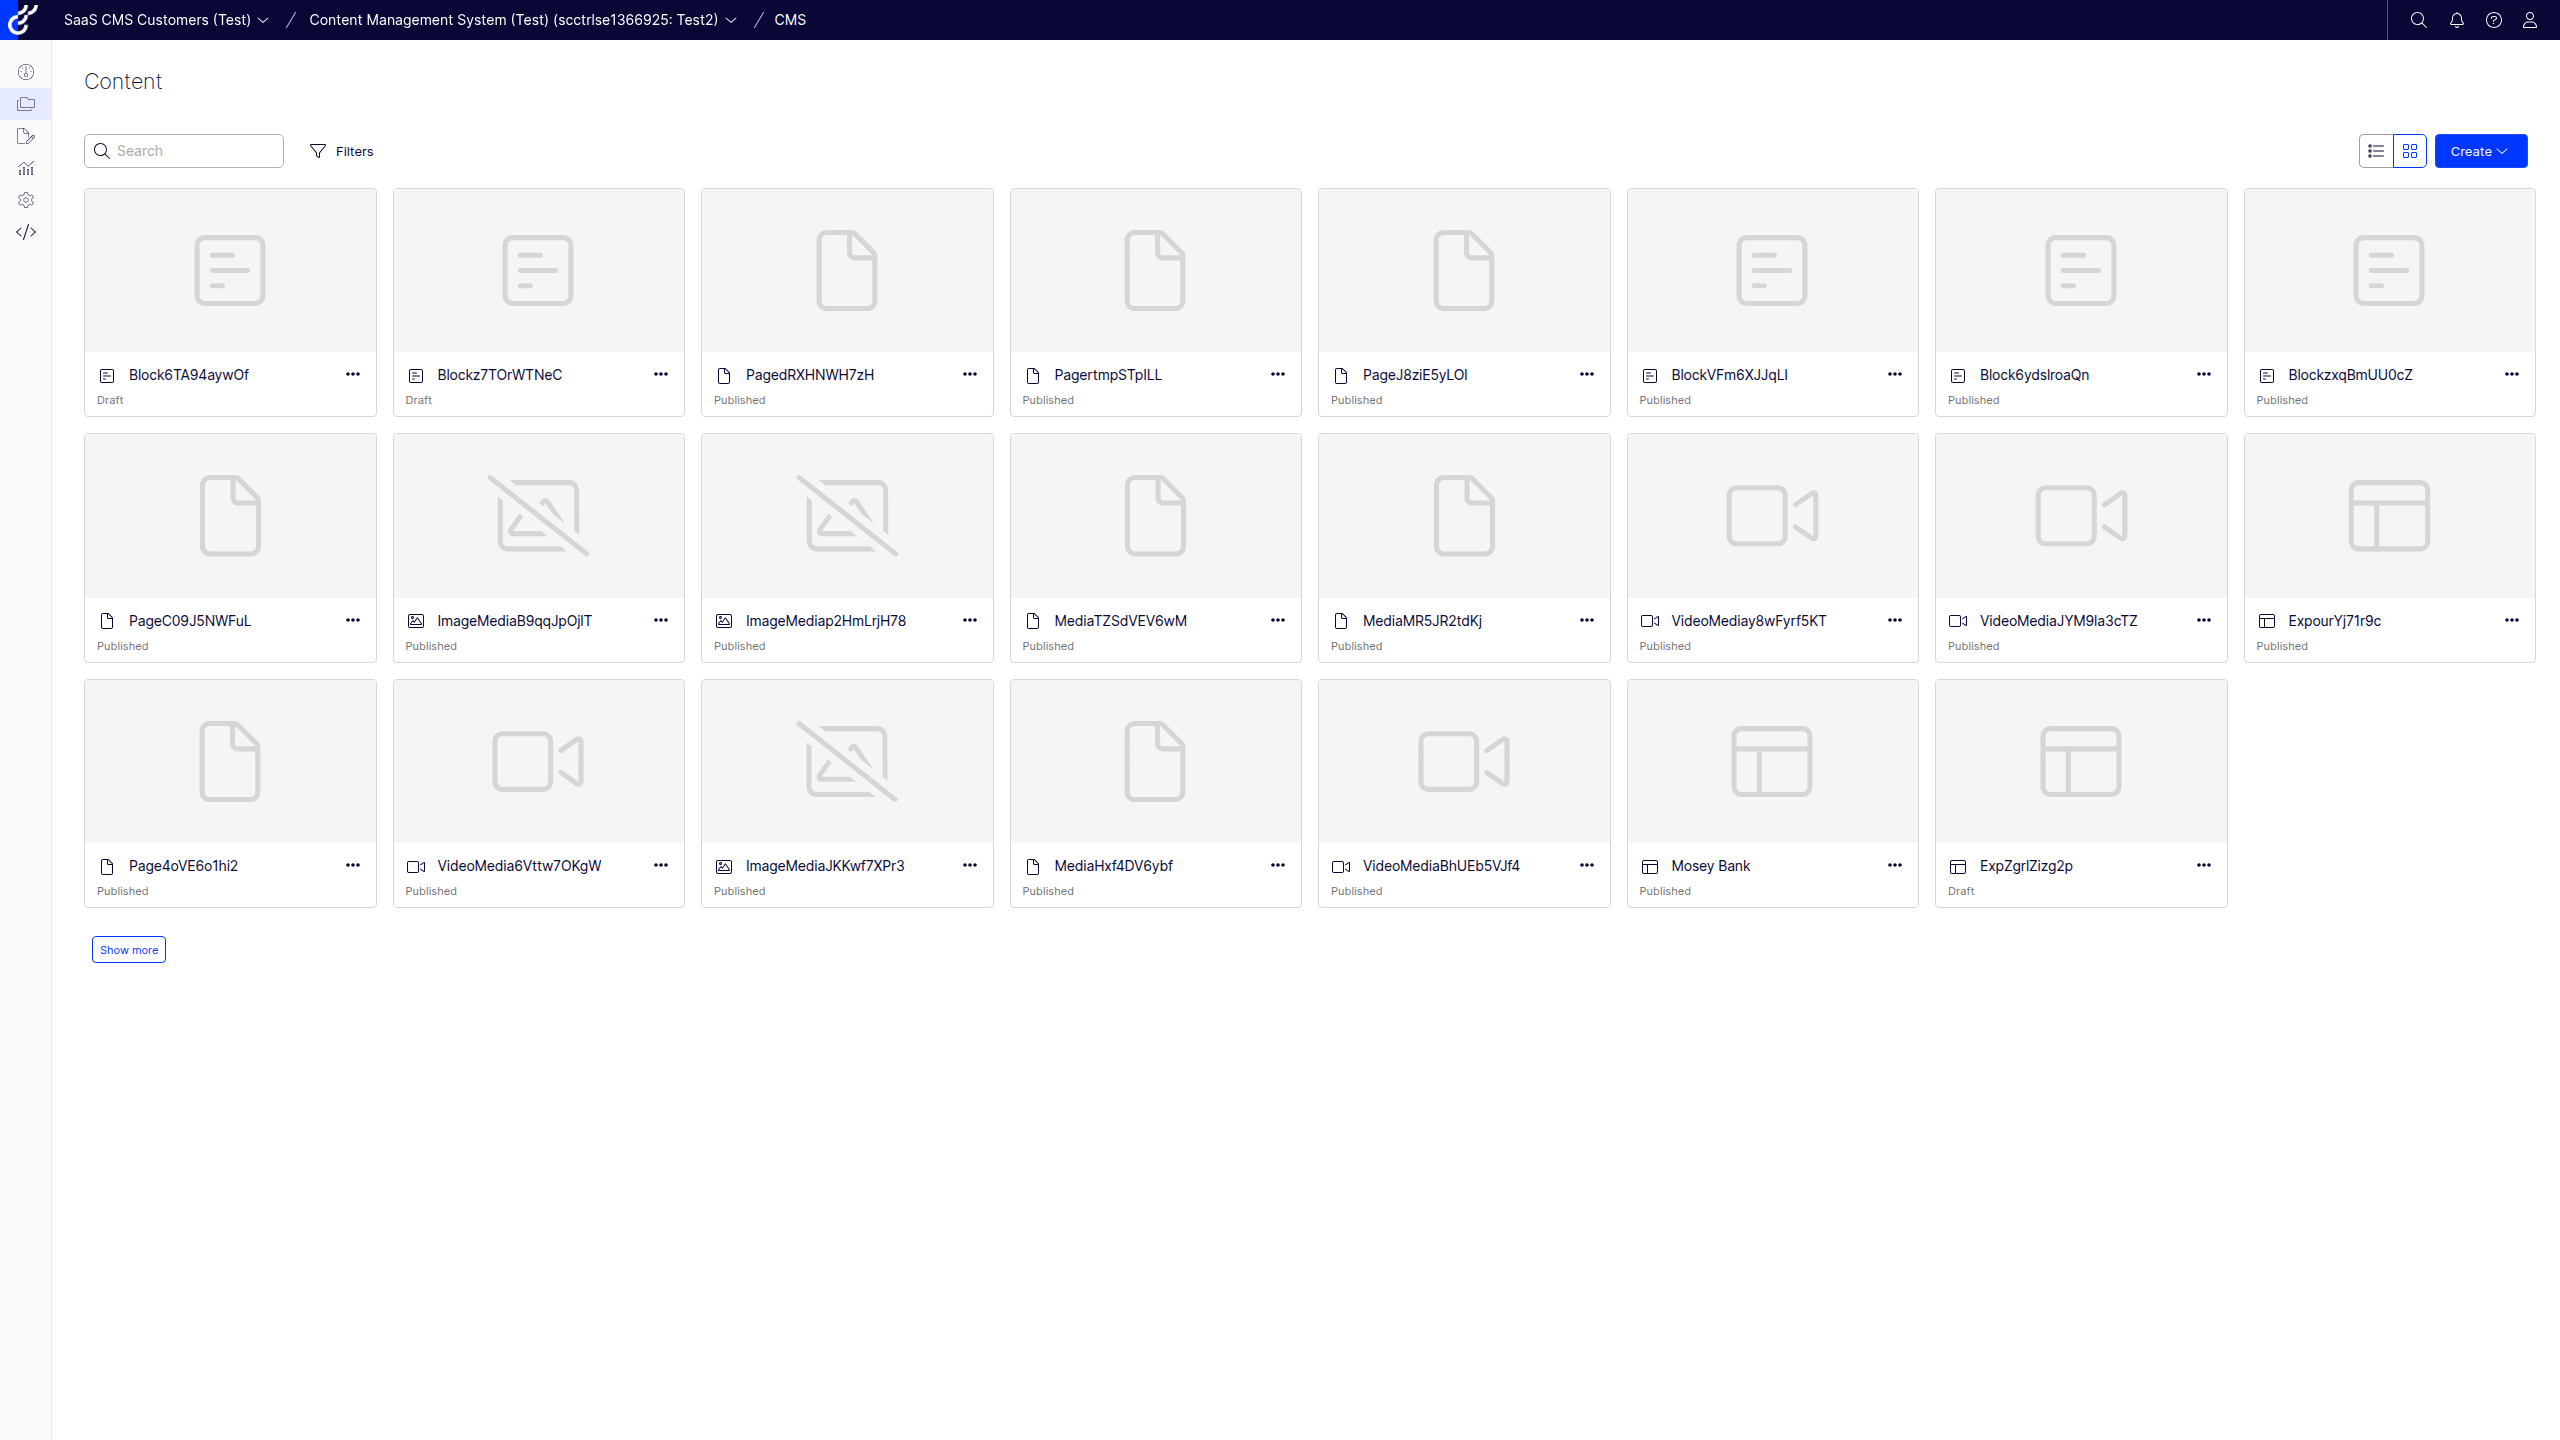 SaaS CMS Customers (Test) / Content Management System (Test) (scctrlse1366925: Test2) / CMS
Content
Search Filters Create
Block6TA94aywOf Blockz7TOrWTNeC PagedRXHNWH7zH PagertmpSTpILL PageJ8ziE5yLOI BlockVFm6XJJqLI Block6ydsIroaQn BlockzxqBmUU0cZ
Draft Draft Published Published Published Published Published Published
PageC09J5NWFuL ImageMediaB9qqJpOjIT ImageMediap2HmLrjH78 MediaTZSdVEV6wM MediaMR5JR2tdKj VideoMediay8wFyrf5KT VideoMediaJYM9la3cTZ ExpourYj71r9c
Published Published Published Published Published Published Published Published
Page4oVE6o1hi2 VideoMedia6Vttw7OKgW ImageMediaJKKwf7XPr3 MediaHxf4DV6ybf VideoMediaBhUEb5VJf4 Mosey Bank ExpZgrlZizg2p
Published Published Published Published Published Published Draft
Show more